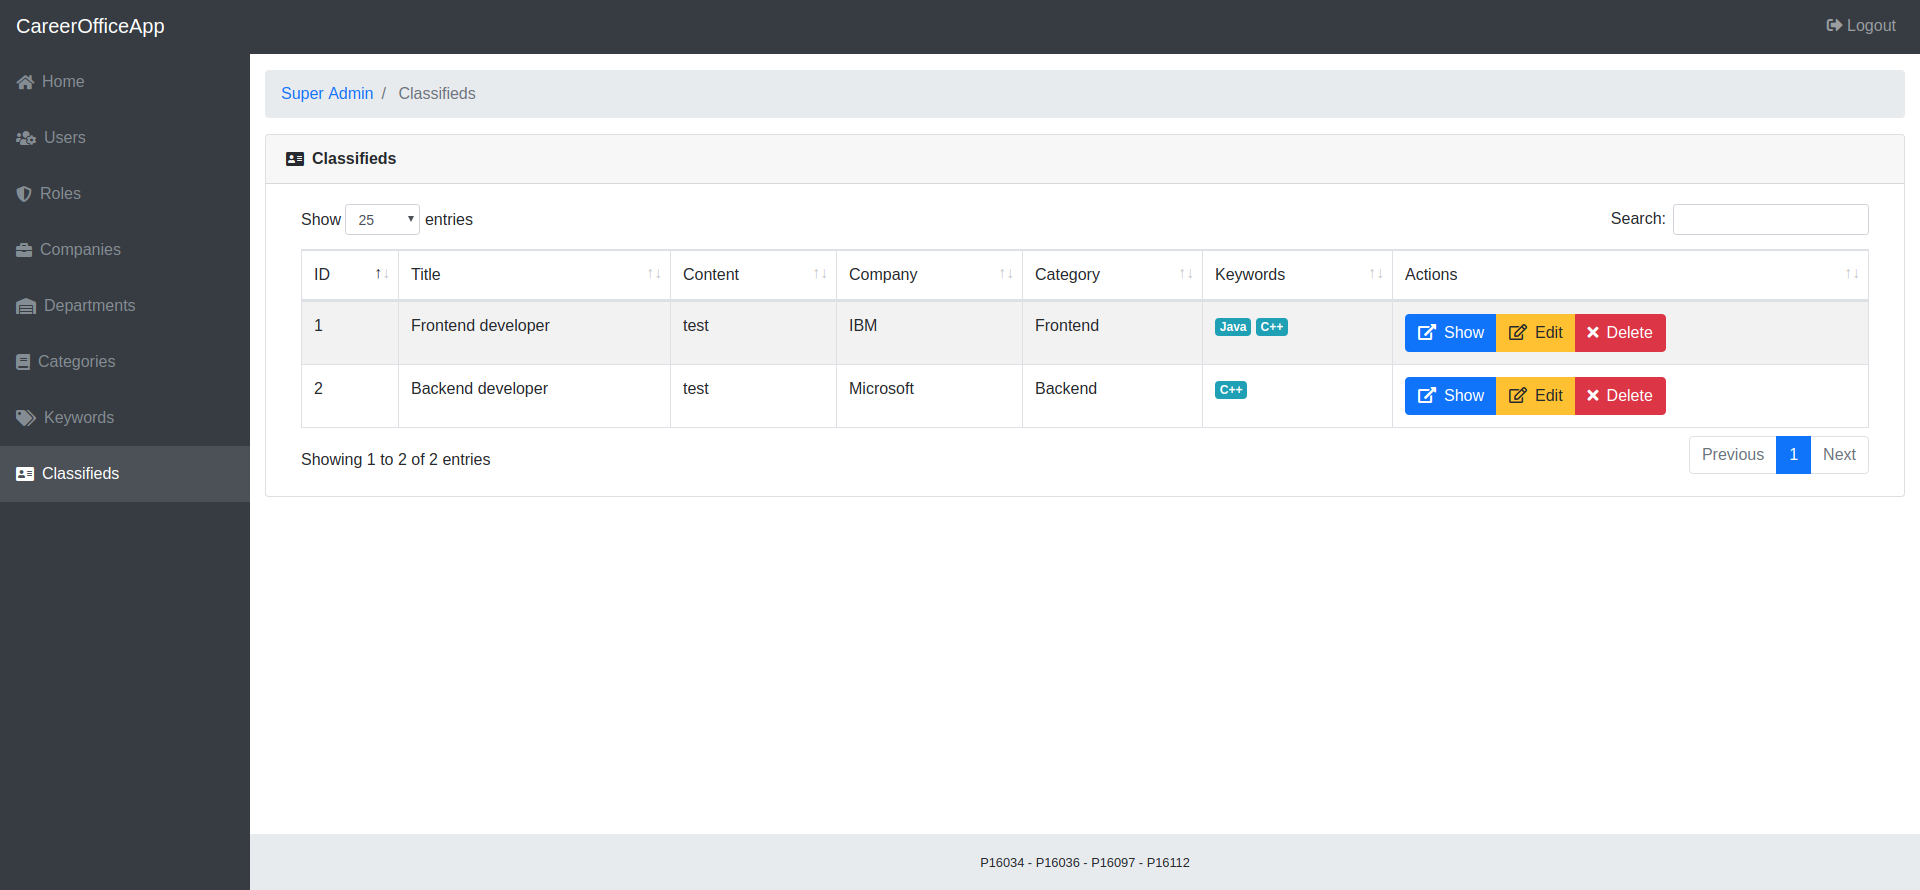 CareerOfficeApp
Logout
Home
Users
Roles
Companies
Departments
Categories
Keywords
Classifieds
Super Admin / Classifieds
Classifieds
Show 25 entries
Search:
ID Title Content Company Category Keywords Actions
1 Frontend developer test IBM Frontend Java C++ Show Edit Delete
2 Backend developer test Microsoft Backend C++ Show Edit Delete
Showing 1 to 2 of 2 entries
Previous 1 Next
P16034 - P16036 - P16097 - P16112